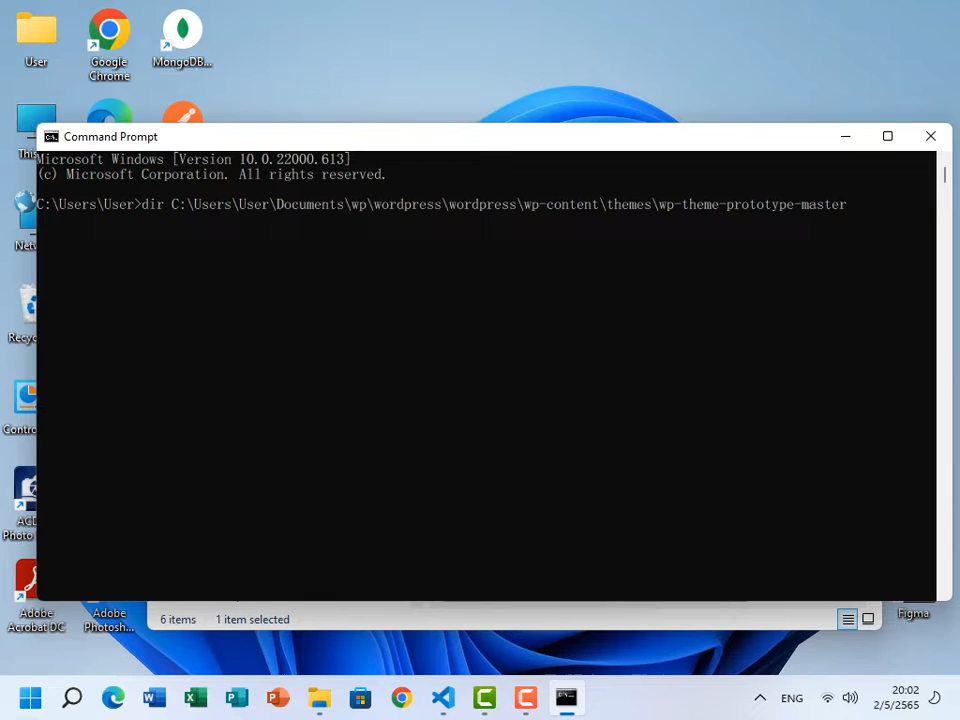 User
Google
Chrome
MongoDB...
Command Prompt
Microsoft Windows [Version 10.0.22000.613]
(c) Microsoft Corporation. All rights reserved.
C:\Users\User>dir C:\Users\User\Documents\wp\wordpress\wordpress\wp-content\themes\wp-theme-prototype-master
Adobe
Acrobat DC
Adobe
Photosh...
6 items
1 item selected
Figma
ENG
20:02
2/5/2565